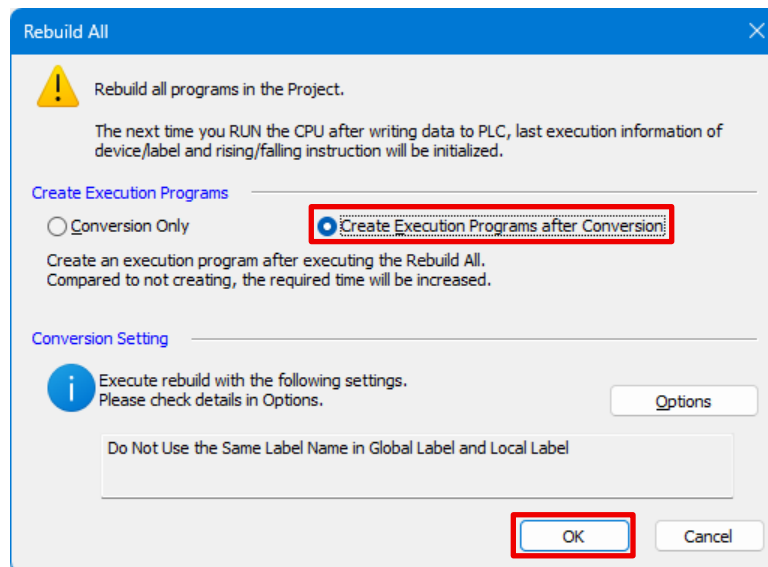 Rebuild All
Rebuild all programs in the Project.
The next time you RUN the CPU after writing data to PLC, last execution information of
device/label and rising/falling instruction will be initialized.
Create Execution Programs
Conversion Only
Create Execution Programs after Conversion
Create an execution program after executing the Rebuild All.
Compared to not creating, the required time will be increased.
Conversion Setting
Execute rebuild with the following settings.
Please check details in Options.
Options
Do Not Use the Same Label Name in Global Label and Local Label
OK
Cancel